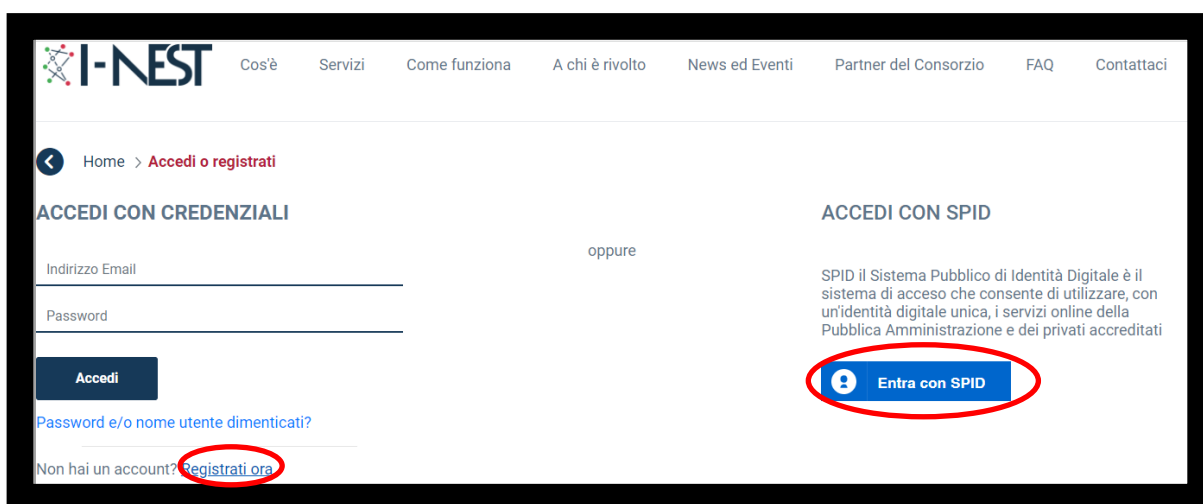 I-NEST
Cos'è Servizi Come funziona A chi è rivolto News ed Eventi Partner del Consorzio FAQ Contattaci
Home > Accedi o registrati
ACCEDI CON CREDENZIALI
Indirizzo Email
Password
Accedi
Password e/o nome utente dimenticati?
Non hai un account? Registrati ora
oppure
ACCEDI CON SPID
SPID il Sistema Pubblico di Identità Digitale è il
sistema di accesso che consente di utilizzare, con
un'identità digitale unica, i servizi online della
Pubblica Amministrazione e dei privati accreditati
Entra con SPID